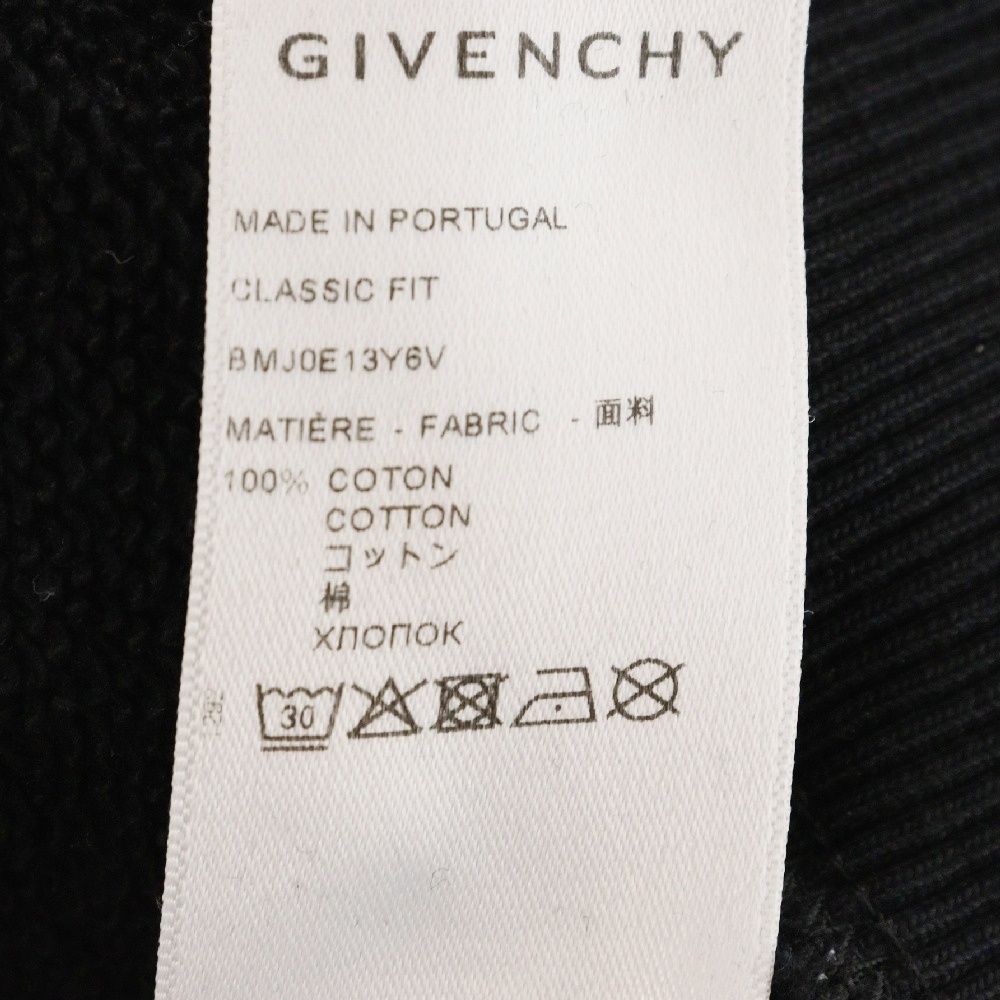 GIVENCHY
MADE IN PORTUGAL
CLASSIC FIT
BMJ0E13Y6V
MATIÈRE - FABRIC - 面料
100% COTON
COTTON
コットン
棉
ХЛОПОК
30